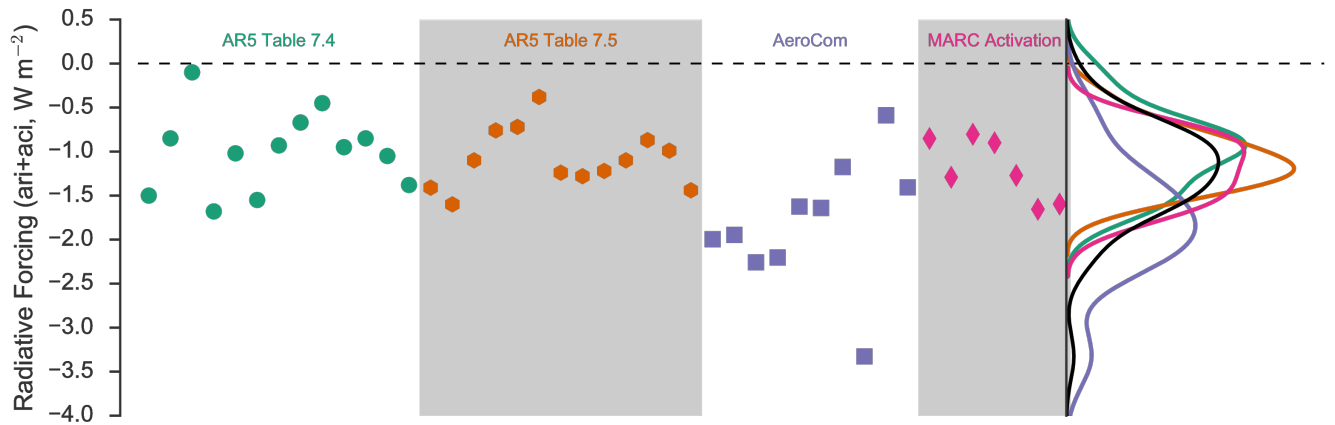 AR5 Table 7.4
AR5 Table 7.5
AeroCom
MARC Activation
Radiative Forcing (ari+aci, W m⁻²)
0.5
0.0
−0.5
−1.0
−1.5
−2.0
−2.5
−3.0
−3.5
−4.0